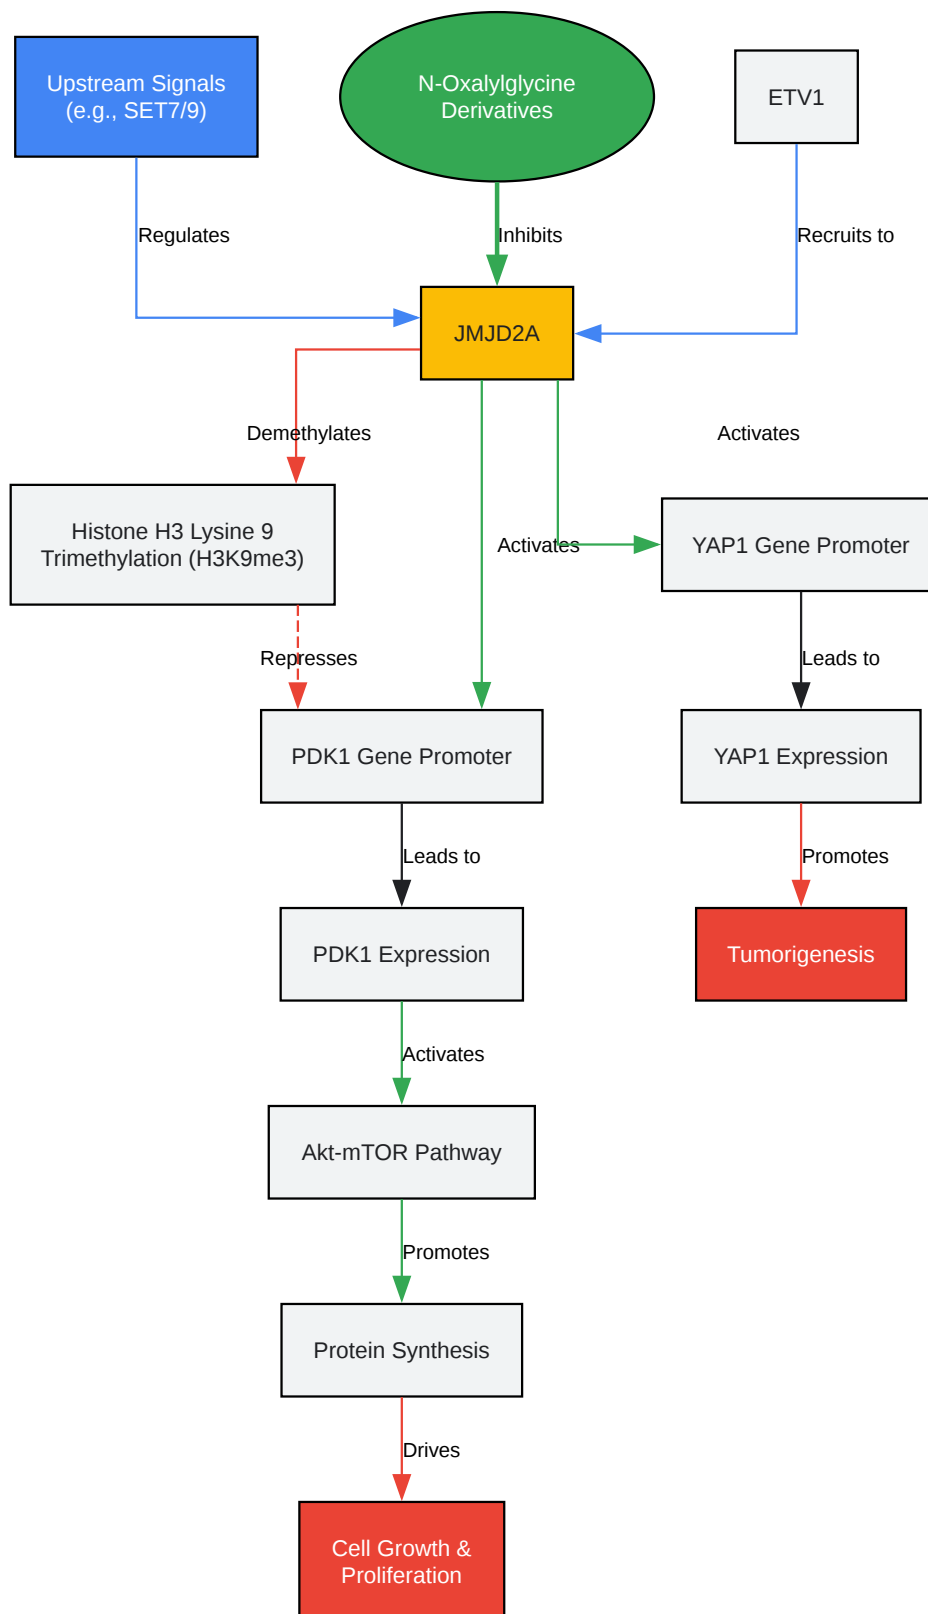 Upstream Signals
(e.g., SET7/9)
N-Oxalylglycine
Derivatives
ETV1
Regulates
Inhibits
Recruits to
JMJD2A
Demethylates
Activates
Histone H3 Lysine 9
Trimethylation (H3K9me3)
Activates
YAP1 Gene Promoter
Represses
Leads to
PDK1 Gene Promoter
YAP1 Expression
Leads to
Promotes
PDK1 Expression
Tumorigenesis
Activates
Akt-mTOR Pathway
Promotes
Protein Synthesis
Drives
Cell Growth &
Proliferation